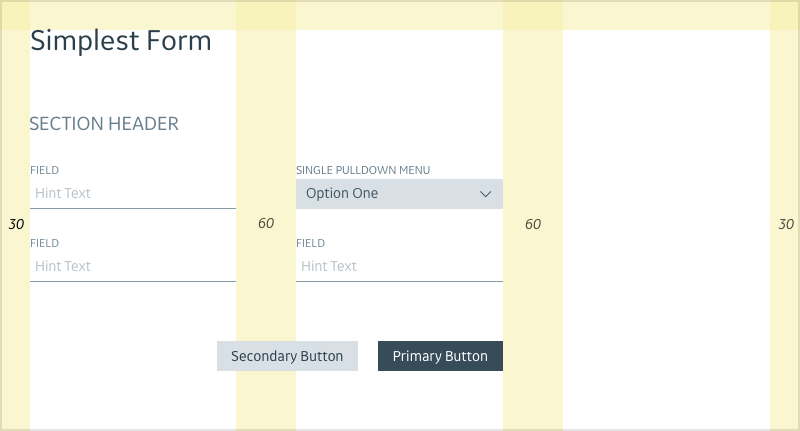 Simplest Form
SECTION HEADER
FIELD
Hint Text
SINGLE PULLDOWN MENU
Option One
30
60
60
30
FIELD
Hint Text
FIELD
Hint Text
Secondary Button
Primary Button